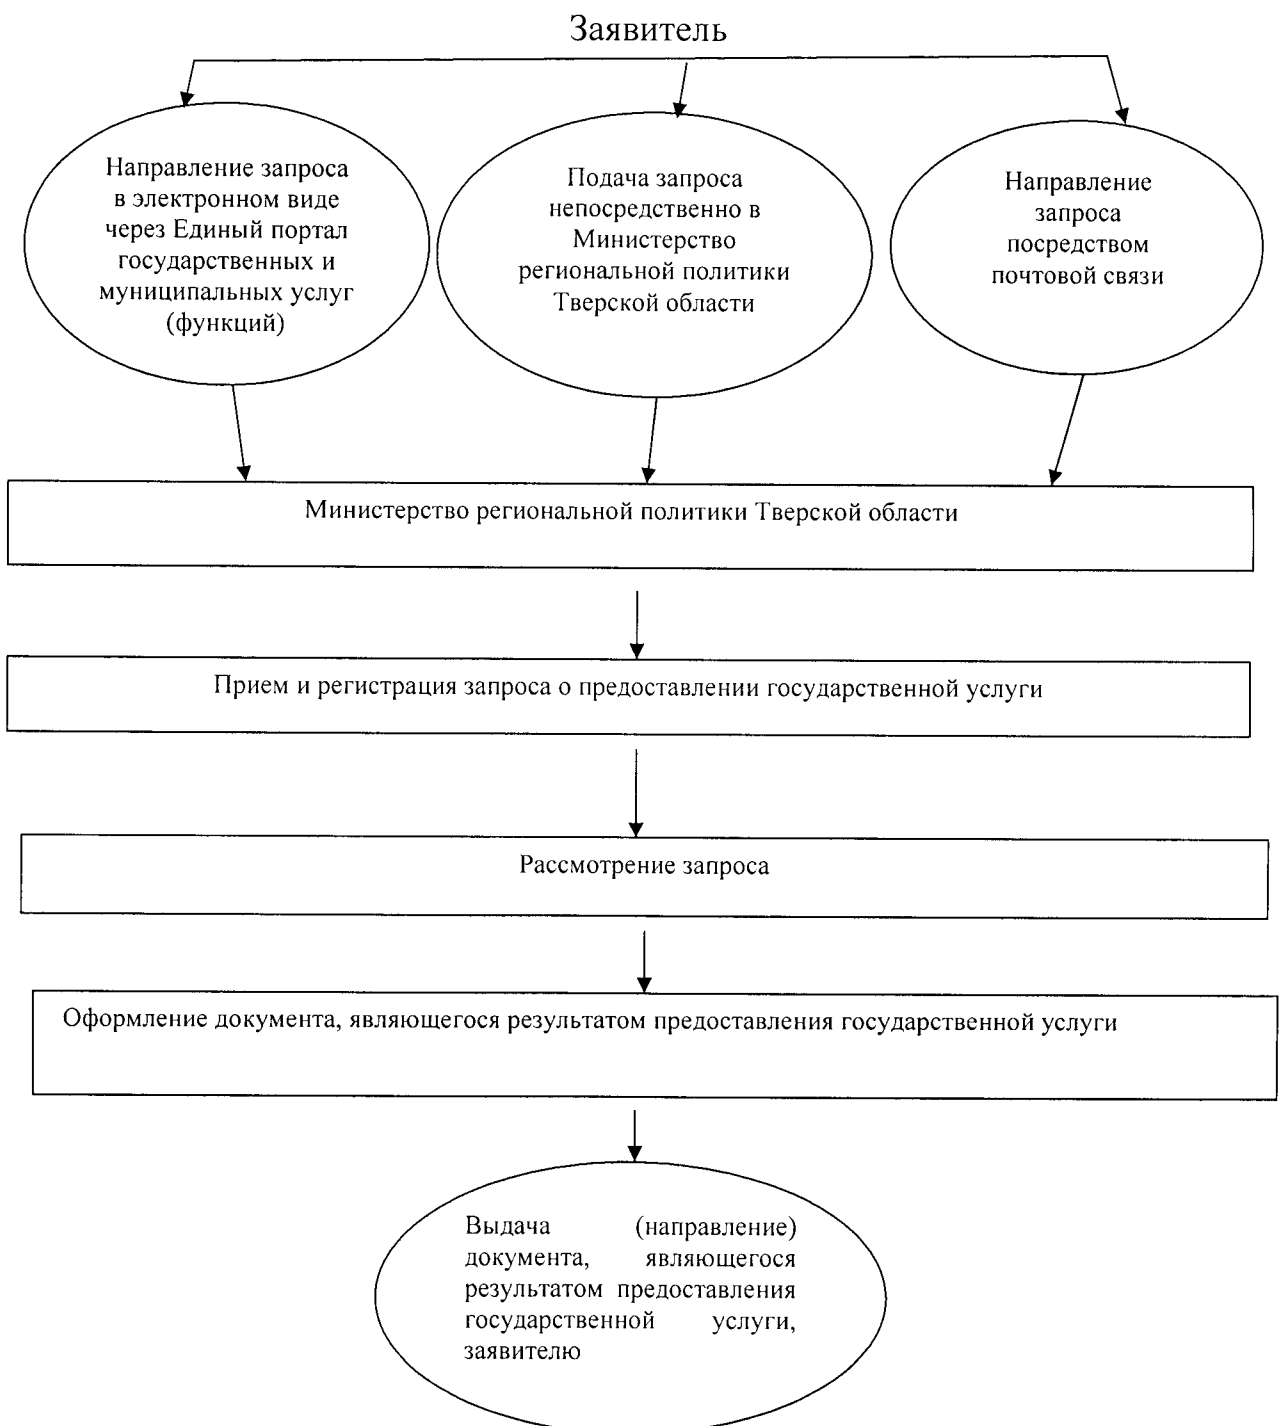 Заявитель
Направление запроса
в электронном виде
через Единый портал
государственных и
муниципальных услуг
(функций)
Подача запроса
непосредственно в
Министерство
региональной политики
Тверской области
Направление
запроса
посредством
почтовой связи
Министерство региональной политики Тверской области
Прием и регистрация запроса о предоставлении государственной услуги
Рассмотрение запроса
Оформление документа, являющегося результатом предоставления государственной услуги
Выдача (направление)
документа, являющегося
результатом предоставления
государственной услуги,
заявителю